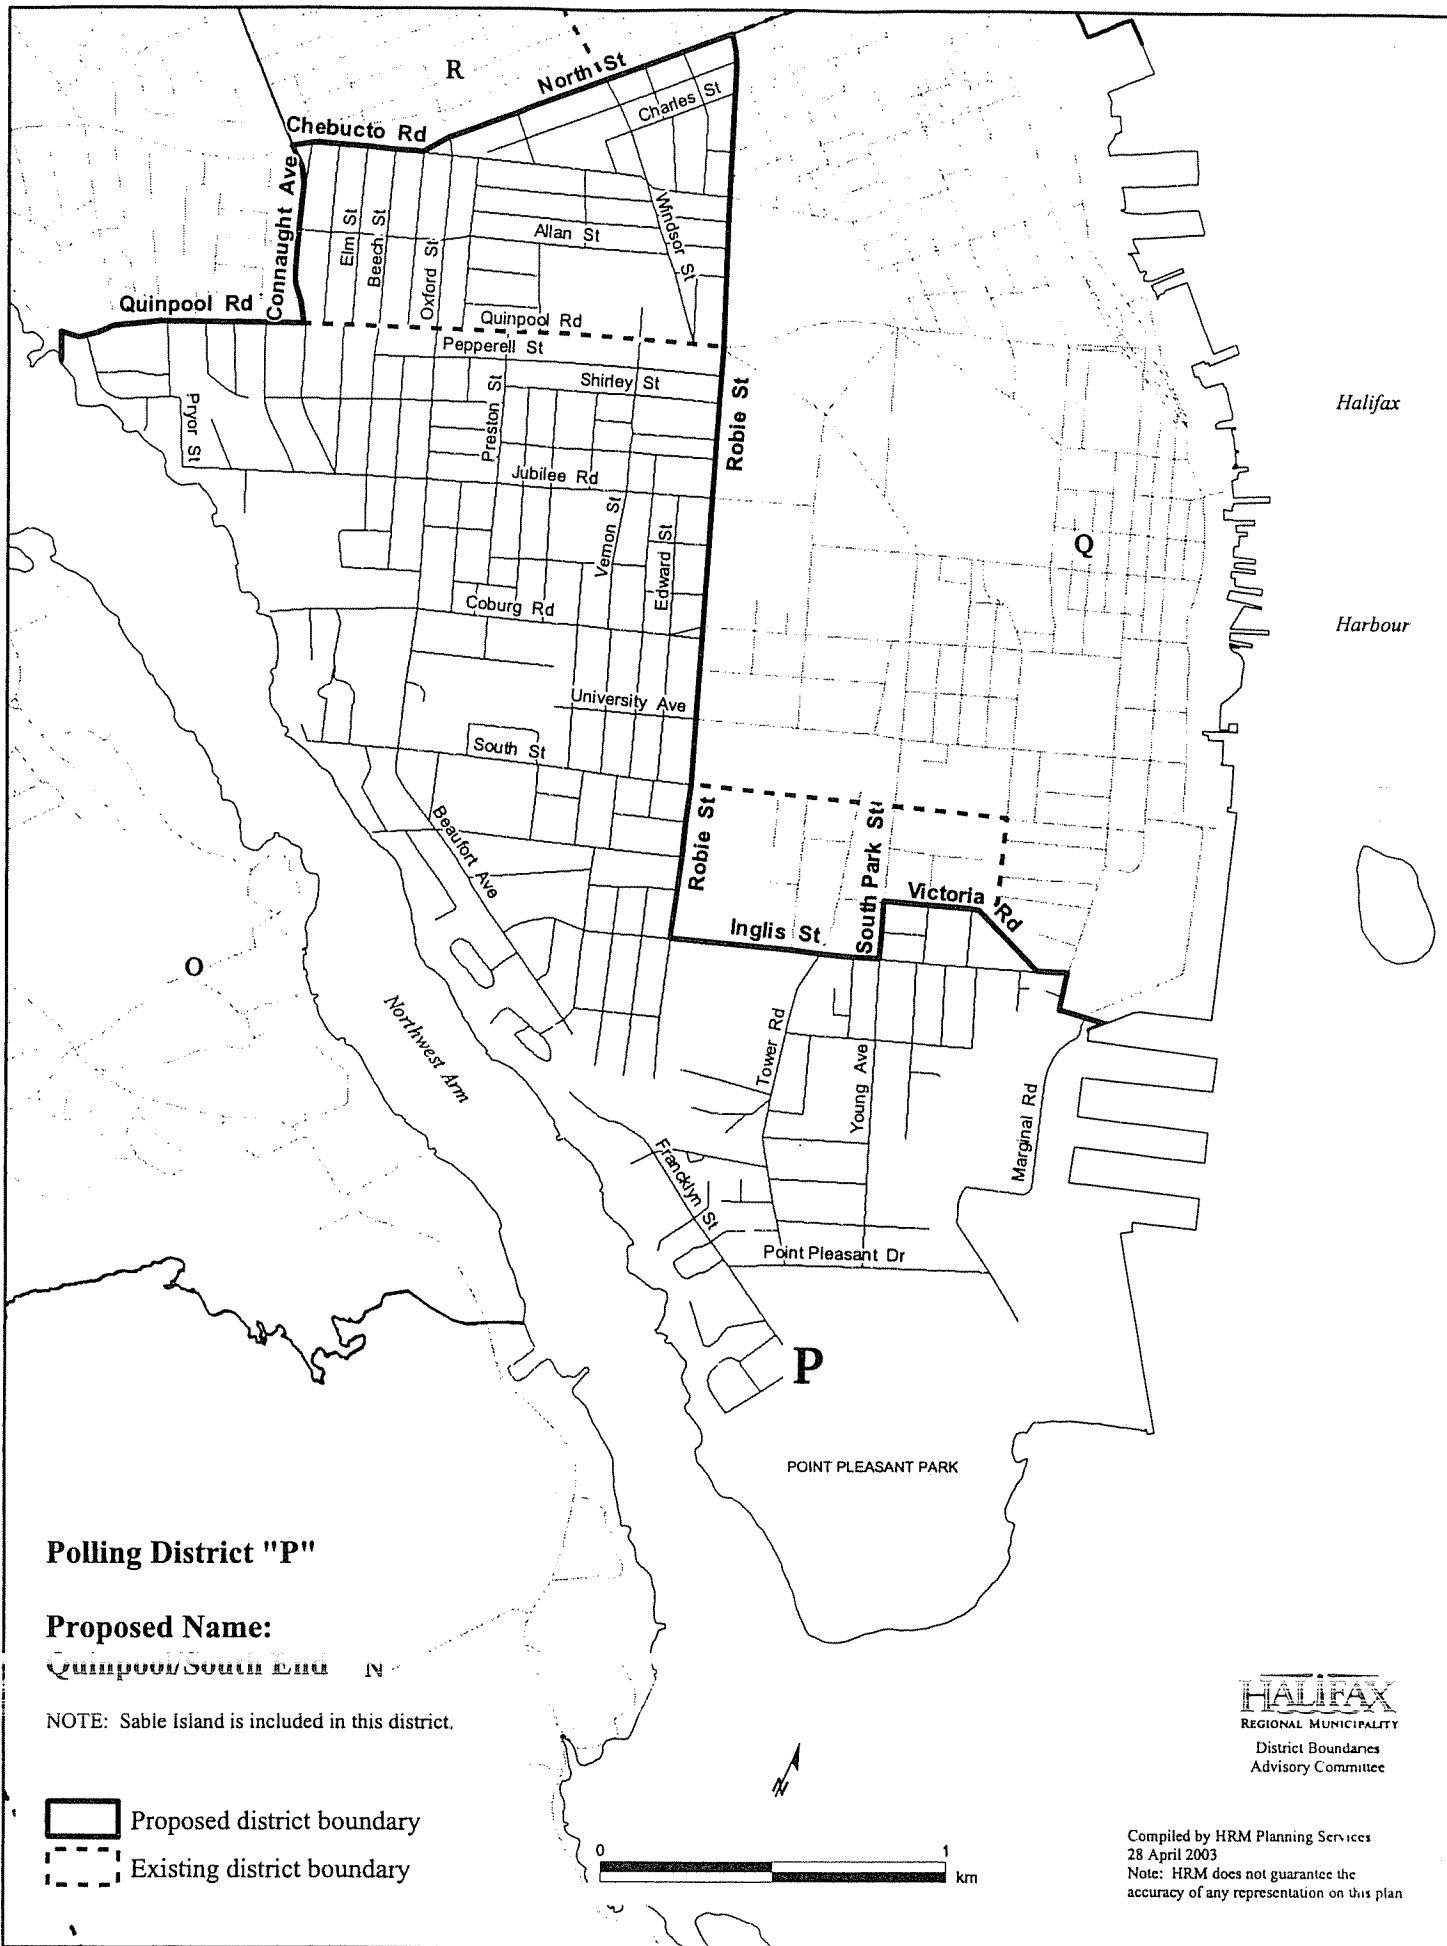 R
North St
Charles St
Chebucto Rd
Connaught Ave
Elm St
Beech St
Oxford St
Allan St
Windsor St
Quinpool Rd
Quinpool Rd
Pepperell St
Shirley St
Preston St
Pryor St
Robie St
Halifax
Jubilee Rd
Vernon St
Edward St
Q
Coburg Rd
Harbour
University Ave
South St
Beaufort Ave
Robie St
South Park St
Victoria Rd
Inglis St
O
Northwest Arm
Tower Rd
Young Ave
Marginal Rd
Francklyn St
Point Pleasant Dr
P
POINT PLEASANT PARK
Polling District "P"
Proposed Name:
Quinpool/South End N
NOTE: Sable Island is included in this district.
Proposed district boundary
Existing district boundary
N
0 1
km
HALIFAX
REGIONAL MUNICIPALITY
District Boundaries
Advisory Committee
Compiled by HRM Planning Services
28 April 2003
Note: HRM does not guarantee the
accuracy of any representation on this plan